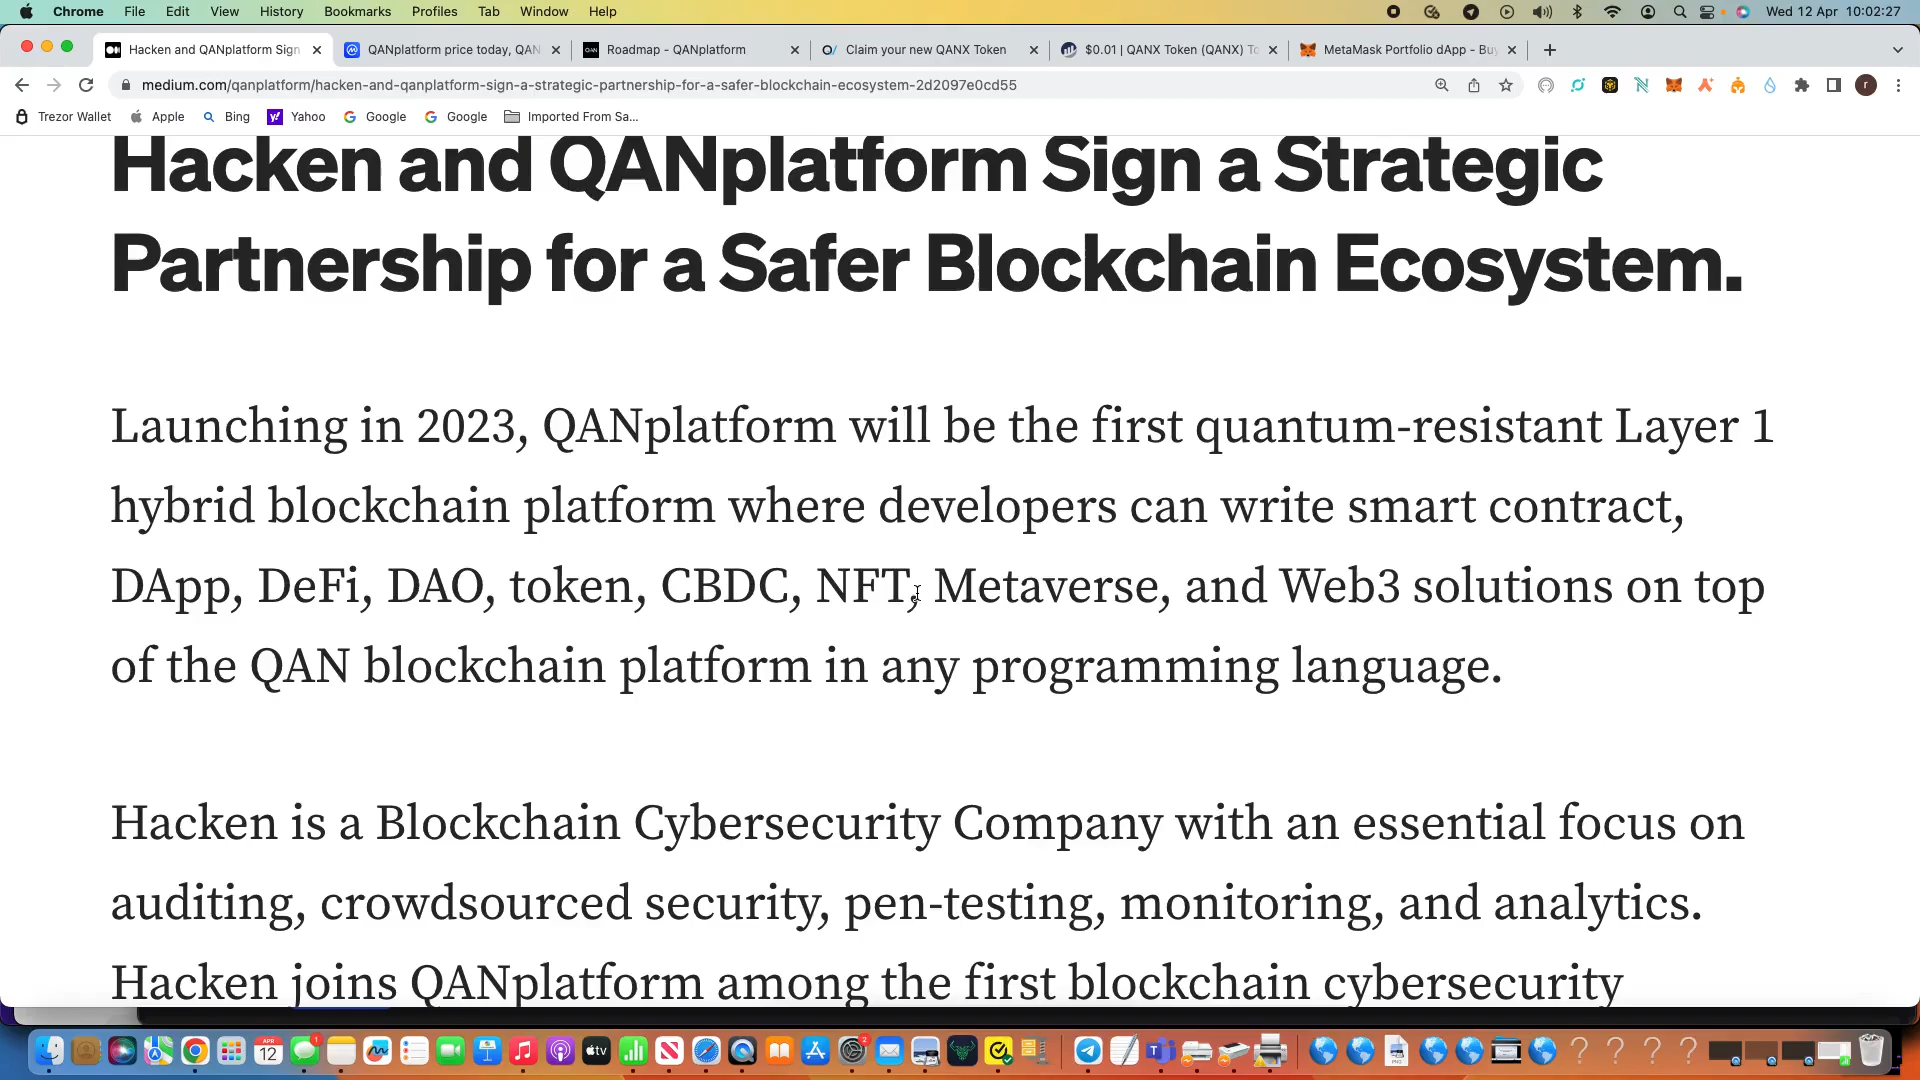 Chrome File Edit View History Bookmarks Profiles Tab Window Help Wed 12 Apr 10:02:27
Hacken and QANplatform Sign QANplatform price today, QAN Roadmap - QANplatform Claim your new QANX Token $0.01 | QANX Token (QANX) To MetaMask Portfolio dApp - Buy
medium.com/qanplatform/hacken-and-qanplatform-sign-a-strategic-partnership-for-a-safer-blockchain-ecosystem-2d2097e0cd55
Trezor Wallet Apple Bing Yahoo Google Google Imported From Sa...
Hacken and QANplatform Sign a Strategic
Partnership for a Safer Blockchain Ecosystem.
Launching in 2023, QANplatform will be the first quantum-resistant Layer 1
hybrid blockchain platform where developers can write smart contract,
DApp, DeFi, DAO, token, CBDC, NFT, Metaverse, and Web3 solutions on top
of the QAN blockchain platform in any programming language.
Hacken is a Blockchain Cybersecurity Company with an essential focus on
auditing, crowdsourced security, pen-testing, monitoring, and analytics.
Hacken joins QANplatform among the first blockchain cybersecurity